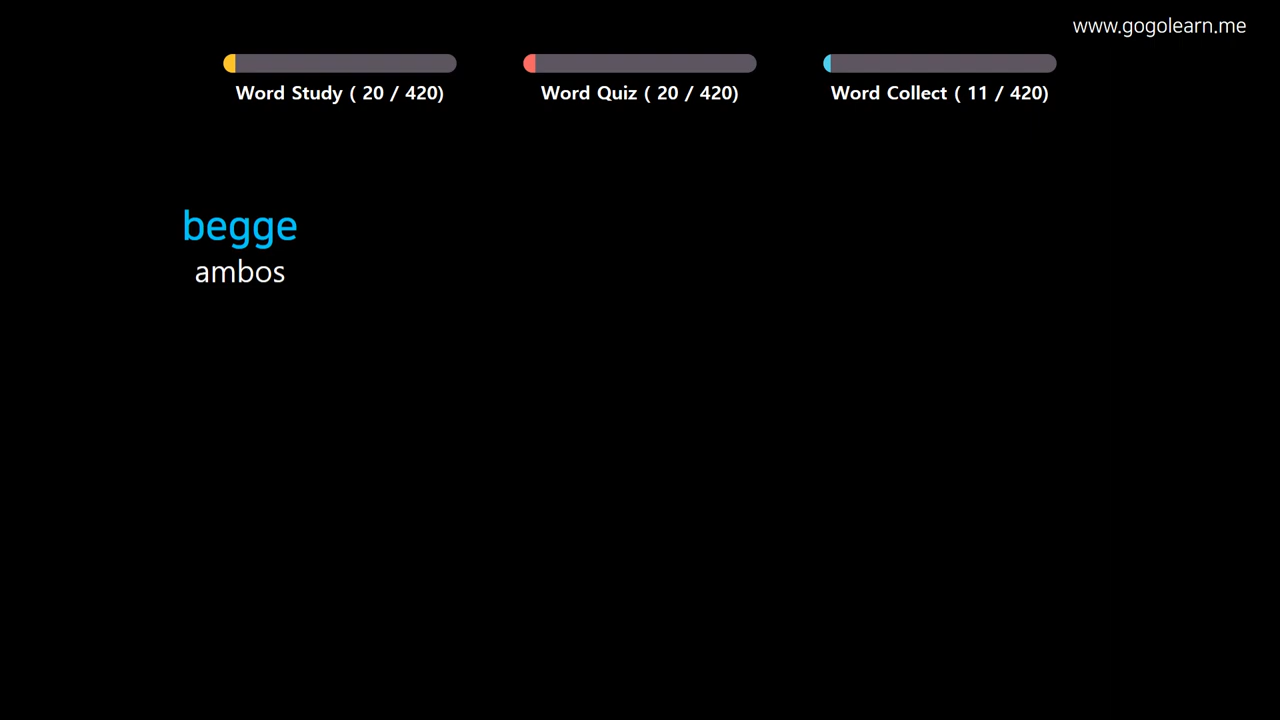 www.gogolearn.me
Word Study ( 20 / 420)
Word Quiz ( 20 / 420)
Word Collect ( 11 / 420)
begge
ambos